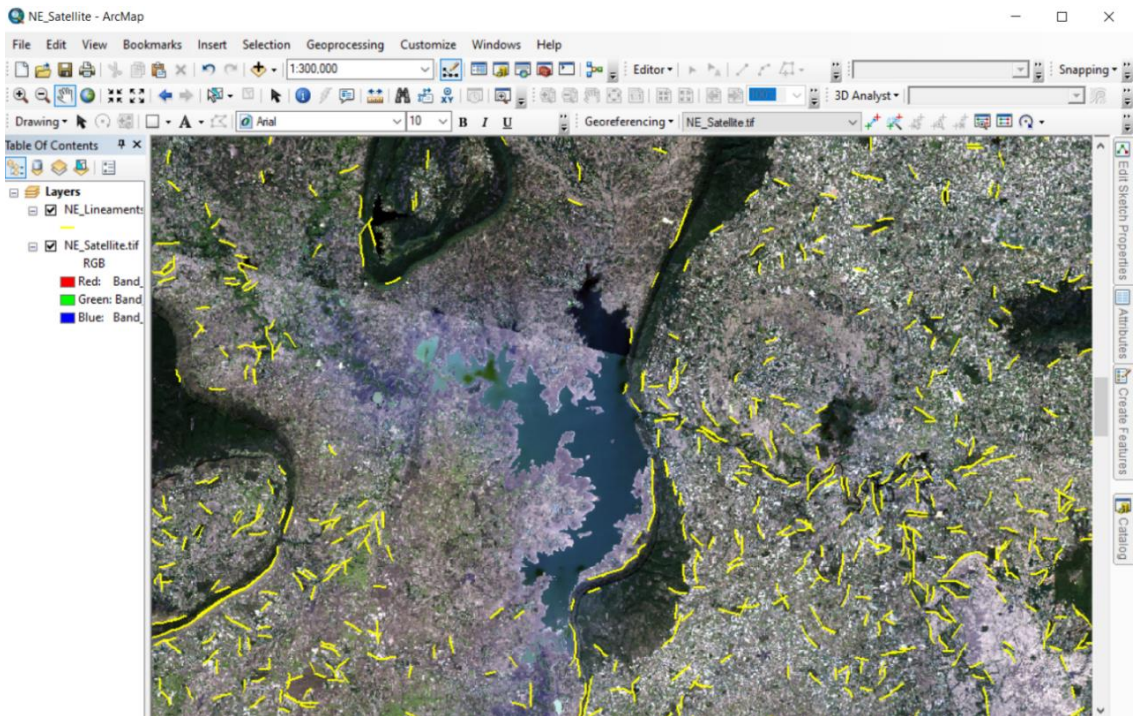 NE_Satellite - ArcMap
File Edit View Bookmarks Insert Selection Geoprocessing Customize Windows Help
1:300,000 Editor Snapping
3D Analyst
Drawing A Arial 10 B I U Georeferencing NE_Satellite.tif
Table Of Contents
Layers
NE_Lineaments
NE_Satellite.tif
RGB
Red: Band_
Green: Band_
Blue: Band_
Edit Sketch Properties
Attributes
Create Features
Catalog